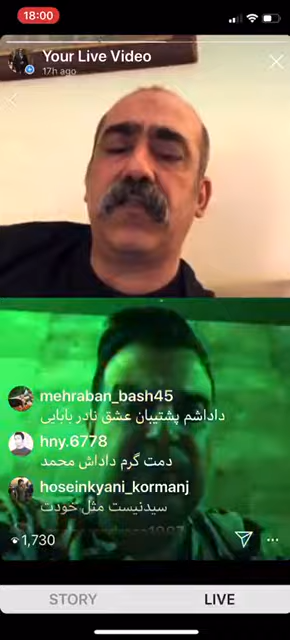 18:00
Your Live Video
17h ago
mehraban_bash45
داداشم پشتیبان عشق نادر بابایی
hny.6778
دمت گرم داداش محمد
hoseinkyani_kormanj
سیدنیست مثل خودت
1,730
STORY
LIVE